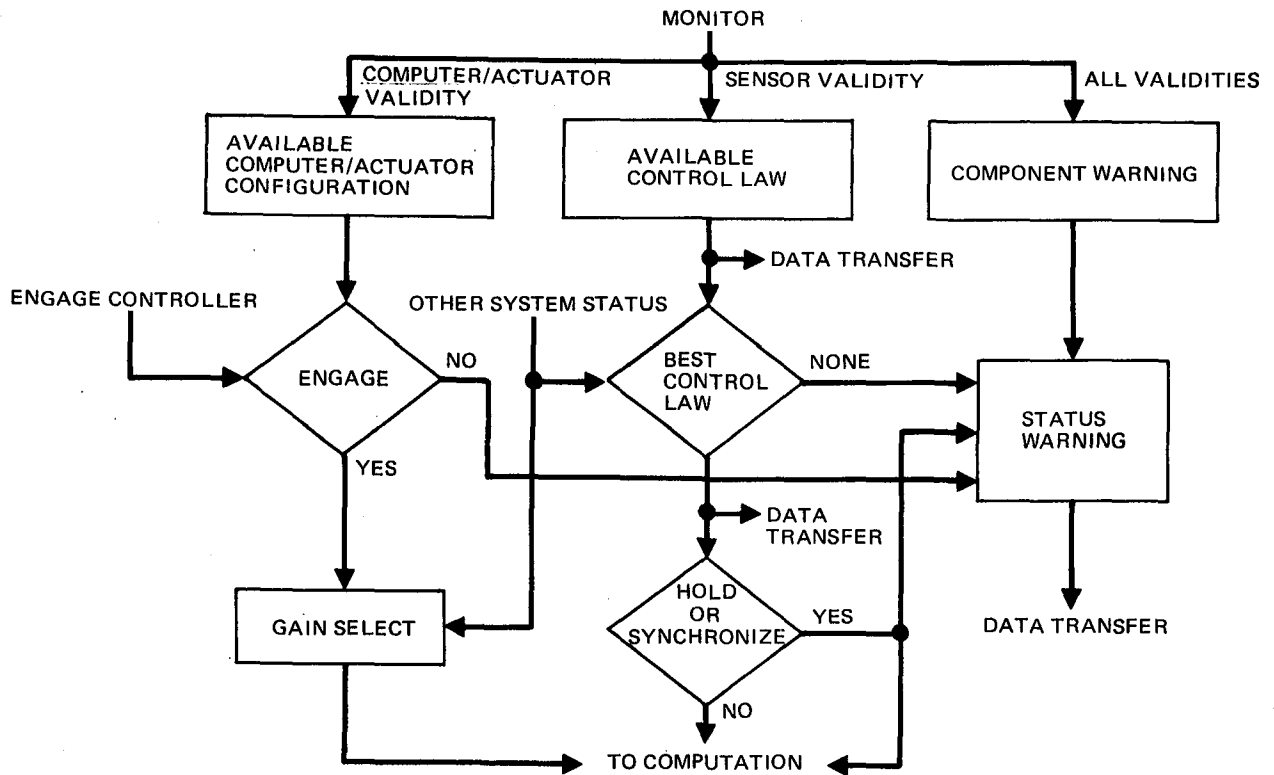 MONITOR
COMPUTER/ACTUATOR
VALIDITY
SENSOR VALIDITY
ALL VALIDITIES
AVAILABLE
COMPUTER/ACTUATOR
CONFIGURATION
AVAILABLE
CONTROL LAW
COMPONENT WARNING
DATA TRANSFER
ENGAGE CONTROLLER
OTHER SYSTEM STATUS
ENGAGE
NO
BEST
CONTROL
LAW
NONE
STATUS
WARNING
YES
DATA
TRANSFER
GAIN SELECT
HOLD
OR
SYNCHRONIZE
YES
DATA TRANSFER
NO
TO COMPUTATION